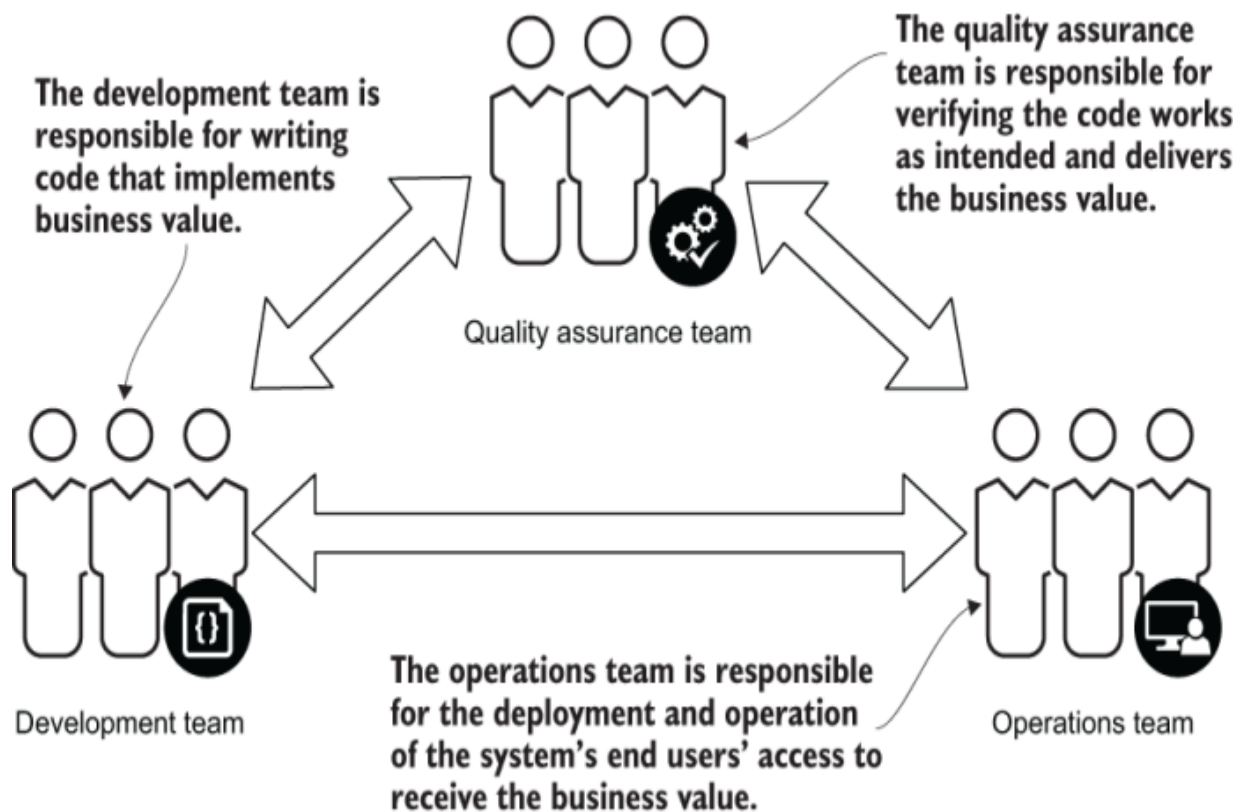 The development team is
responsible for writing
code that implements
business value.
The quality assurance
team is responsible for
verifying the code works
as intended and delivers
the business value.
Quality assurance team
Development team
The operations team is responsible
for the deployment and operation
of the system's end users' access to
receive the business value.
Operations team